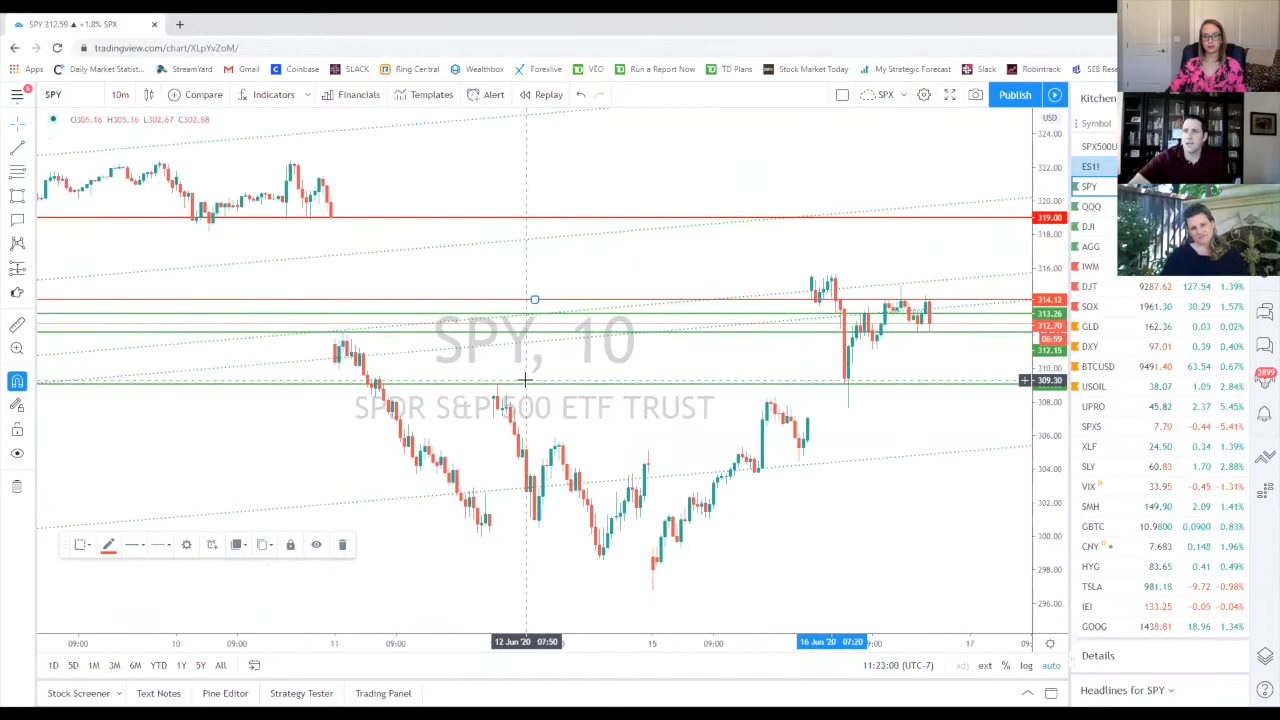 SPY 312.59 ▲ +1.8% SPX
tradingview.com/chart/XLpYvZoM/
Apps Daily Market Statist... StreamYard Gmail Coinbase SLACK Ring Central Wealthbox Forexlive VEO Run a Report Now TD Plans Stock Market Today My Strategic Forecast Slack Robintrack SEB Rese
SPY 10m Compare Indicators Financials Templates Alert Replay SPX Publish
Kitchen
O305.16 H305.16 L302.67 C302.68
USD
Symbol
324.00
SPX500U
322.00
ES1!
320.00
SPY
319.00
QQQ
318.00
DJI
AGG
316.00
IWM
314.12
DJT 9287.62 127.54 1.39%
313.26
SOX 1961.30 30.29 1.57%
312.70
GLD 162.36 0.03 0.02%
06:59
SPY, 10
312.15
DXY 97.01 0.39 0.40%
310.00
BTCUSD 9538.72 63.54 0.67%
309.30
USOIL 38.07 1.05 2.84%
308.00
SPDR S&P 500 ETF TRUST
UPRO 45.82 2.37 5.45%
SPXS 7.70 -0.44 -5.41%
306.00
XLF 24.50 0.34 1.39%
304.00
SLY 60.83 1.70 2.88%
302.00
VIX D 33.95 -0.45 -1.31%
SMH 149.90 2.09 1.41%
300.00
GBTC 10.9800 0.0900 0.83%
CNY D 7.683 0.148 1.96%
298.00
HYG 83.65 0.41 0.49%
2899
TSLA 981.18 -9.72 -0.98%
296.00
IEI 133.25 -0.05 -0.04%
GOOG 1438.81 18.96 1.34%
09:00 10 09:00 11 09:00 12 Jun '20 07:50 15 09:00 16 Jun '20 07:20 9:00 17 09:
Details
1D 5D 1M 3M 6M YTD 1Y 5Y All 11:23:00 (UTC-7) ext % log auto
Stock Screener Text Notes Pine Editor Strategy Tester Trading Panel
Headlines for SPY